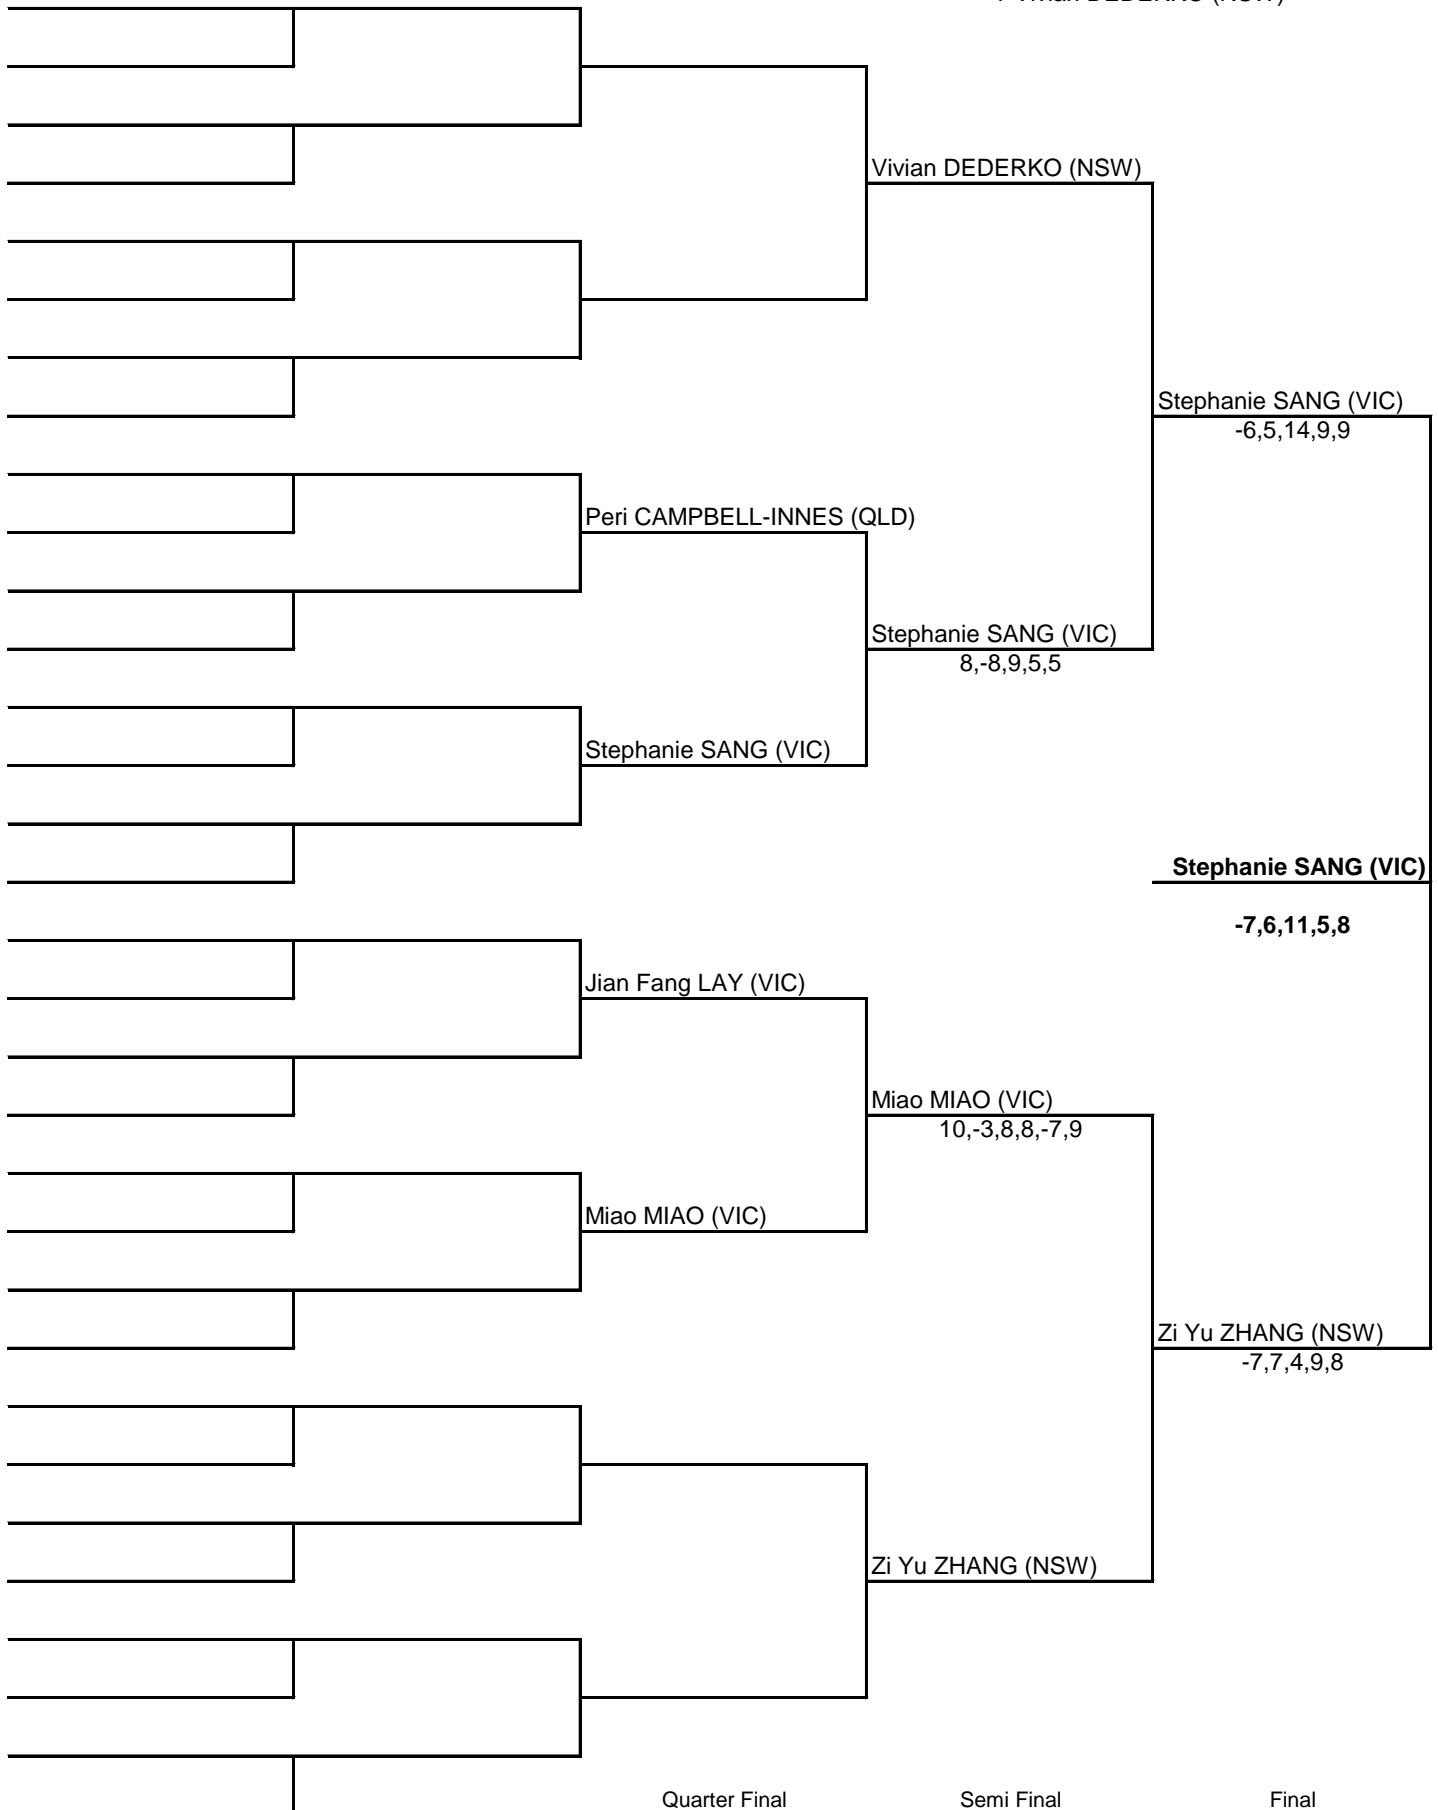 Vivian DEDERKO (NSW)
Stephanie SANG (VIC)
-6,5,14,9,9
Peri CAMPBELL-INNES (QLD)
Stephanie SANG (VIC)
8,-8,9,5,5
Stephanie SANG (VIC)
Stephanie SANG (VIC)
-7,6,11,5,8
Jian Fang LAY (VIC)
Miao MIAO (VIC)
10,-3,8,8,-7,9
Miao MIAO (VIC)
Zi Yu ZHANG (NSW)
-7,7,4,9,8
Zi Yu ZHANG (NSW)
Quarter Final Semi Final Final